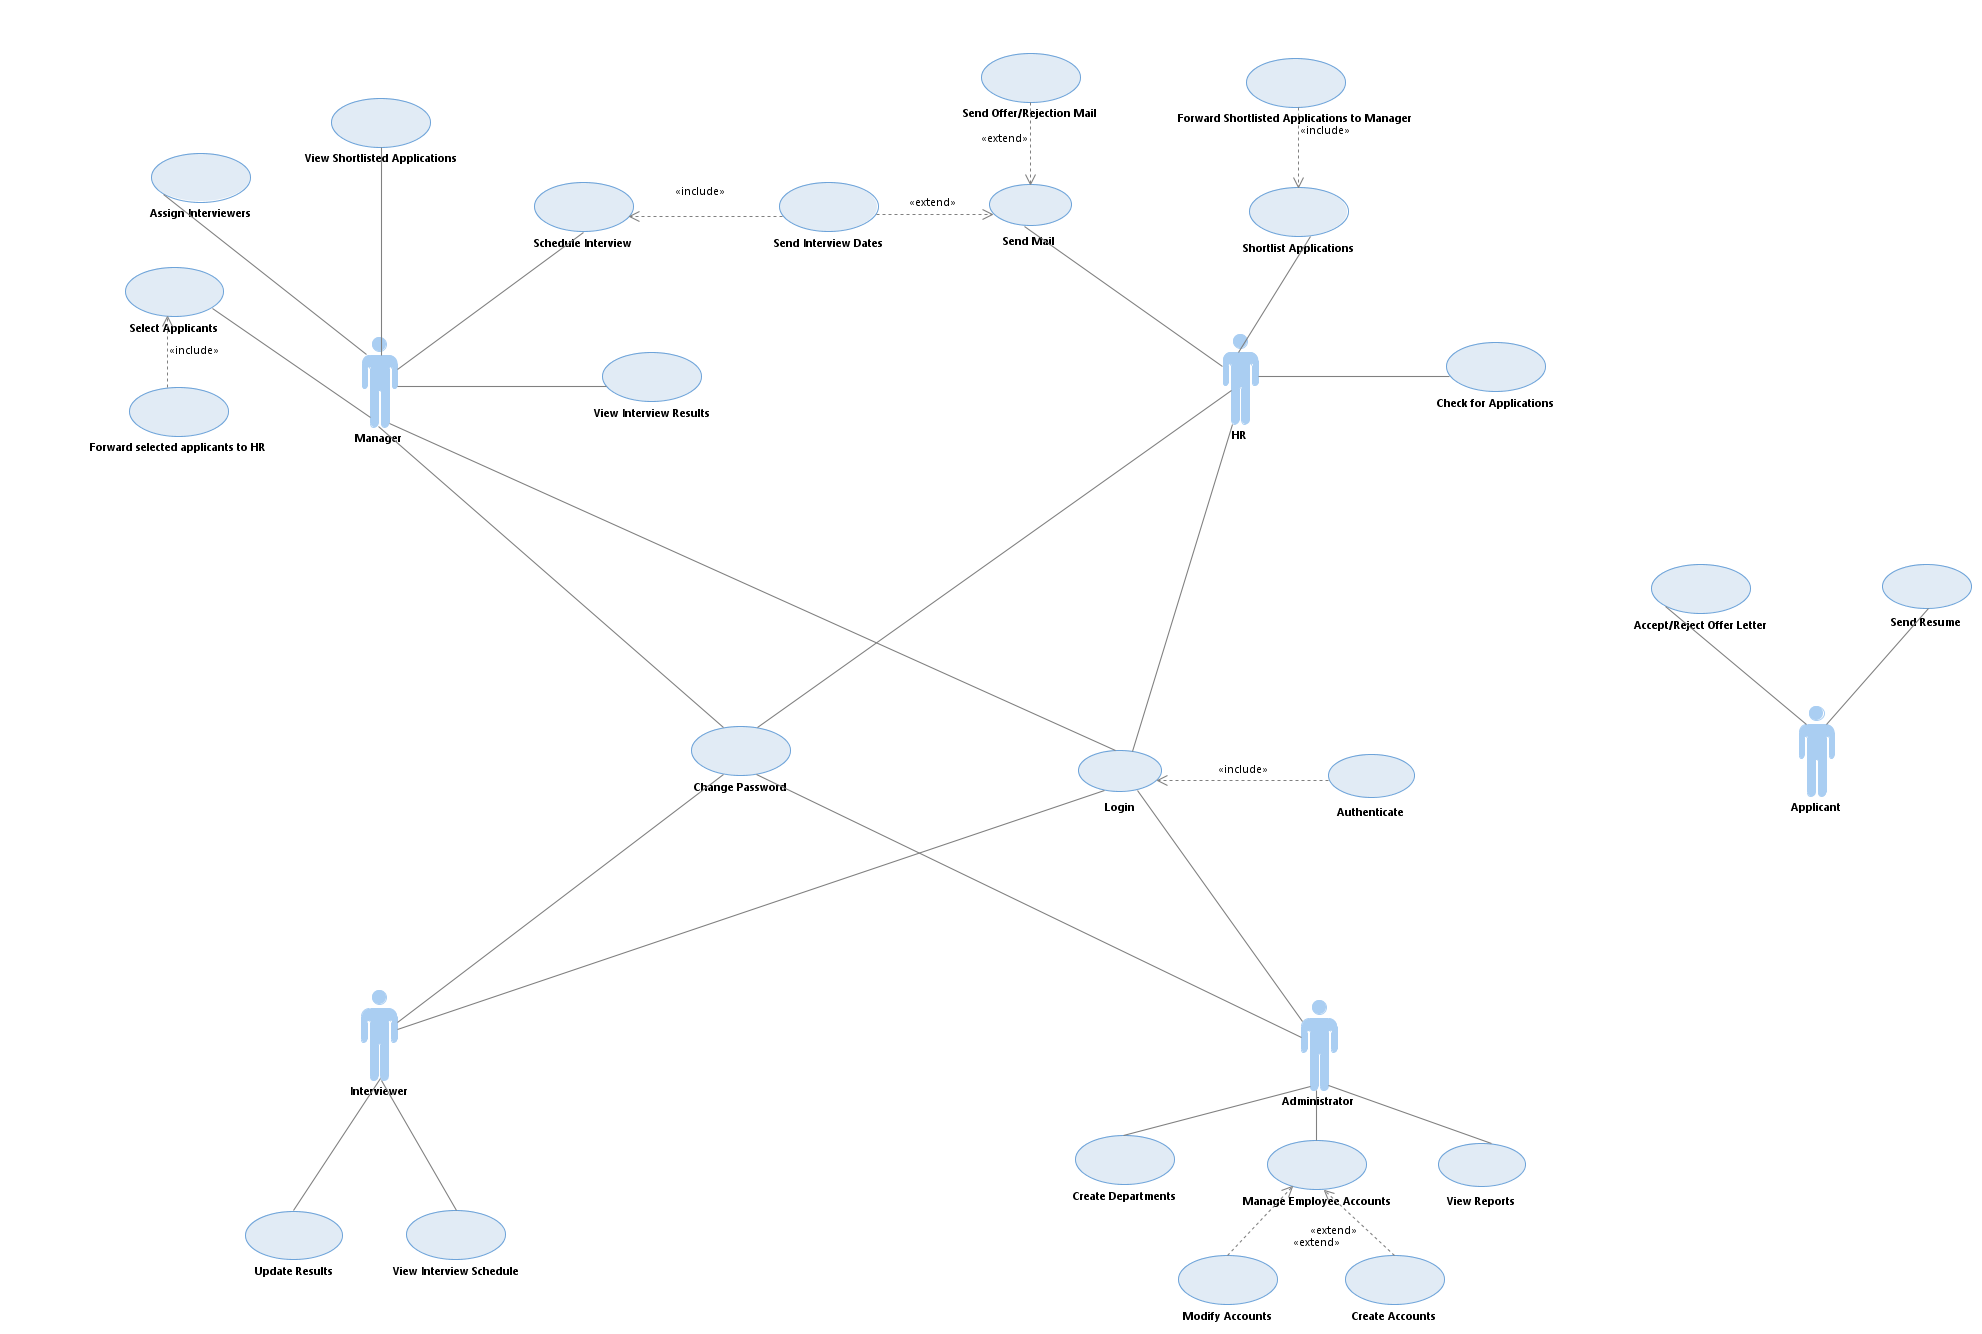 Send Offer/Rejection Mail
Forward Shortlisted Applications to Manager
«include»
«extend»
View Shortlisted Applications
«include»
«extend»
Assign Interviewers
Schedule Interview
Send Interview Dates
Send Mail
Shortlist Applications
Select Applicants
«include»
View Interview Results
Check for Applications
Manager
HR
Forward selected applicants to HR
Accept/Reject Offer Letter
Send Resume
«include»
Change Password
Login
Authenticate
Applicant
Interviewer
Administrator
Create Departments
Manage Employee Accounts
View Reports
«extend»
«extend»
Update Results
View Interview Schedule
Modify Accounts
Create Accounts